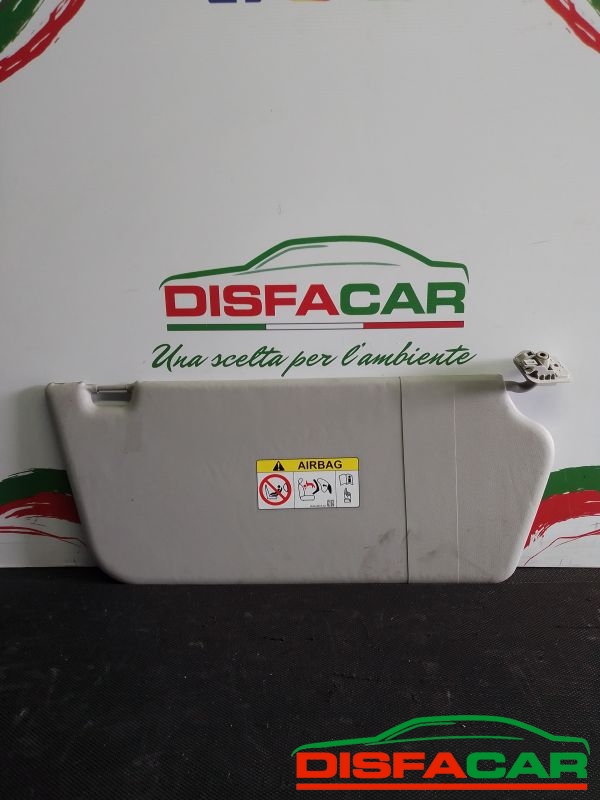 DISFACAR
Una scelta per l'ambiente
AIRBAG
DISFACAR